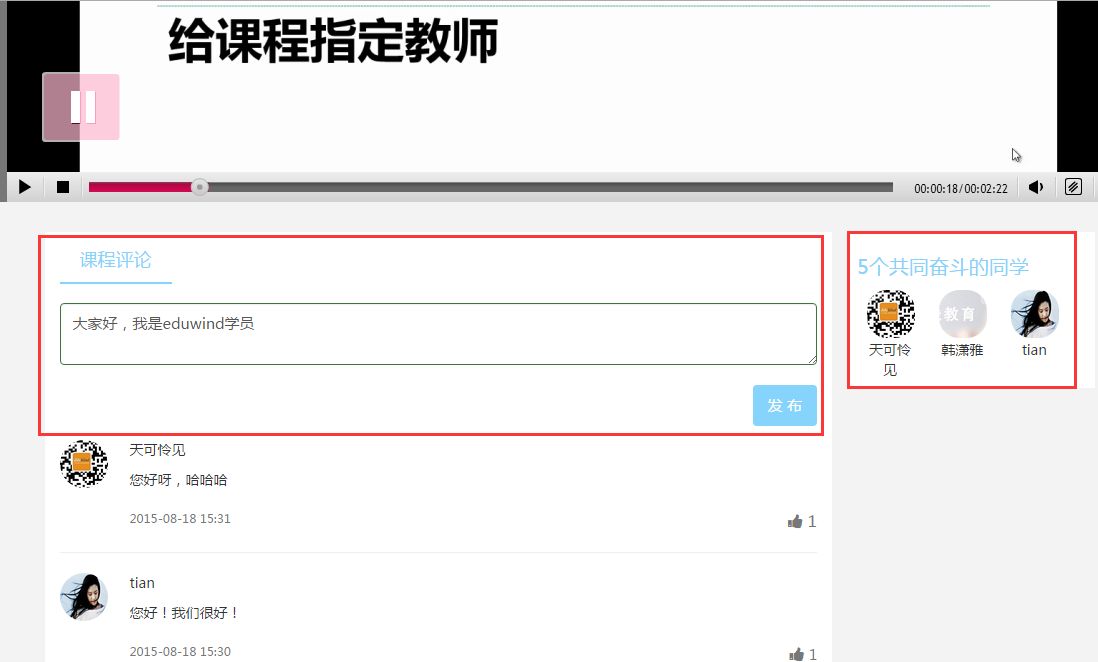 给课程指定教师
00:00:18/00:02:22
课程评论
大家好，我是eduwind学员
发 布
天可怜见
您好呀，哈哈哈
2015-08-18 15:31
1
tian
您好！我们很好！
2015-08-18 15:30
1
5个共同奋斗的同学
教育
天可怜
见
韩潇雅
tian